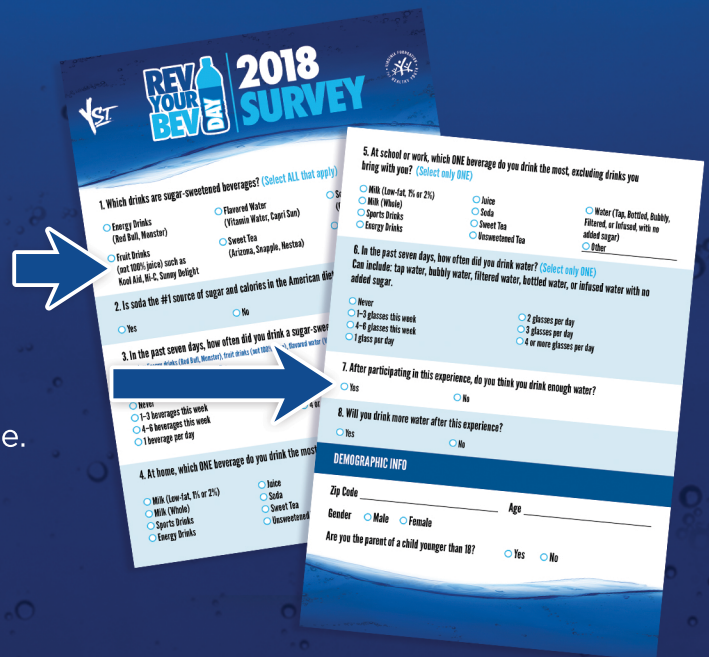 e.
YST
REV
YOUR
BEV
DAY
2018
SURVEY
1. Which drinks are sugar-sweetened beverages? (Select ALL that apply)
Energy Drinks
(Red Bull, Monster)
Flavored Water
(Vitamin Water, Capri Sun)
Fruit Drinks
(not 100% juice) such as
Kool Aid, Hi-C, Sunny Delight
Sweet Tea
(Arizona, Snapple, Nestea)
2. Is soda the #1 source of sugar and calories in the American
Yes
No
3. In the past seven days, how often did you drink a
Never
1-3 beverages this week
4-6 beverages this week
1 beverage per day
4. At home, which ONE beverage do you drink the
Milk (Low-fat, 1% or 2%)
Milk (Whole)
Sports Drinks
Energy Drinks
Juice
Soda
Sweet Tea
5. At school or work, which ONE beverage do you drink the most, excluding drinks you
bring with you? (Select only ONE)
Milk (Low-fat, 1% or 2%)
Milk (Whole)
Sports Drinks
Energy Drinks
Juice
Soda
Sweet Tea
Unsweetened Tea
Water (Tap, Bottled, Bubbly,
Filtered, or Infused, with no
added sugar)
Other
6. In the past seven days, how often did you drink water? (Select only ONE)
Can include: tap water, bubbly water, filtered water, bottled water, or infused water with no
added sugar.
Never
1-3 glasses this week
4-6 glasses this week
1 glass per day
2 glasses per day
3 glasses per day
4 or more glasses per day
7. After participating in this experience, do you think you drink enough water?
Yes
No
8. Will you drink more water after this experience?
Yes
No
DEMOGRAPHIC INFO
Zip Code
Age
Gender
Male
Female
Are you the parent of a child younger than 18?
Yes
No